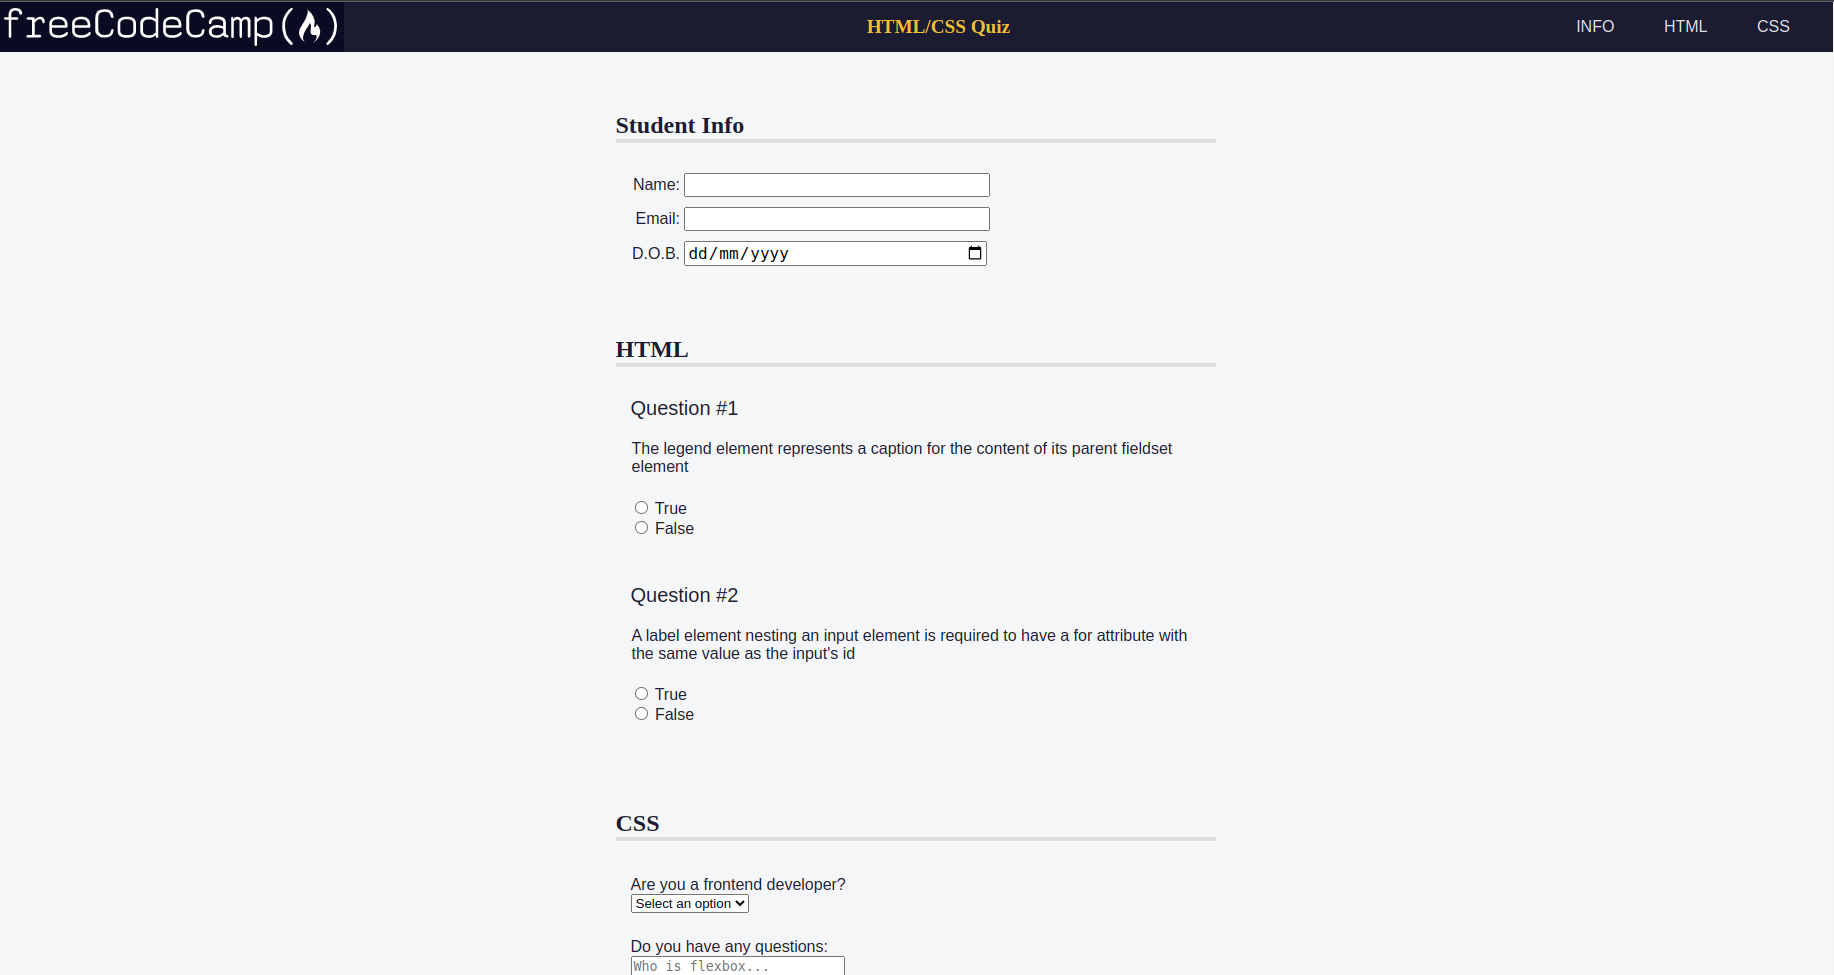 freeCodeCamp(🔥)
HTML/CSS Quiz
INFO
HTML
CSS
Student Info
Name:
Email:
D.O.B. dd/mm/yyyy
HTML
Question #1
The legend element represents a caption for the content of its parent fieldset
element
True
False
Question #2
A label element nesting an input element is required to have a for attribute with
the same value as the input's id
True
False
CSS
Are you a frontend developer?
Select an option
Do you have any questions:
Who is flexbox...